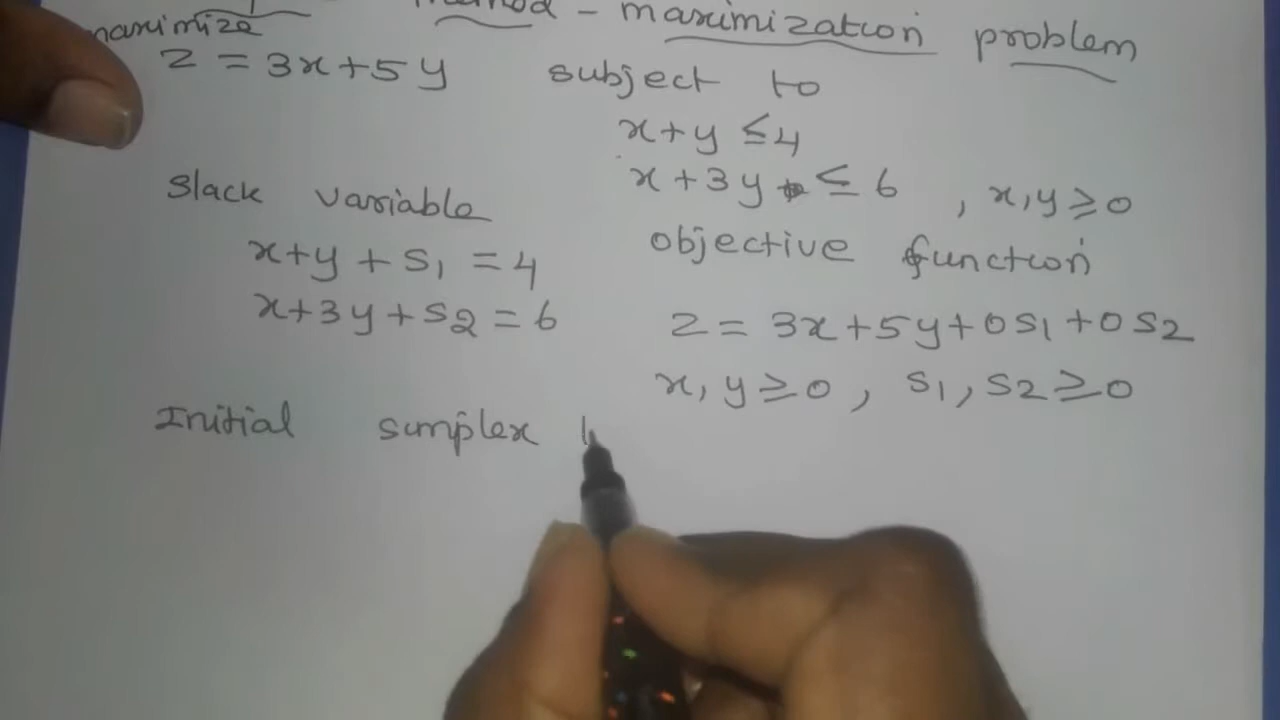 - maximization problem
maximize
Z = 3x+5y subject to
x+y ≤4
x+3y ≤ 6 , x,y ≥0
Slack variable
x+y+S1 = 4
x+3y+S2 = 6
objective function
Z = 3x+5y+0S1+0S2
x, y ≥0, S1, S2 ≥0
Initial simplex